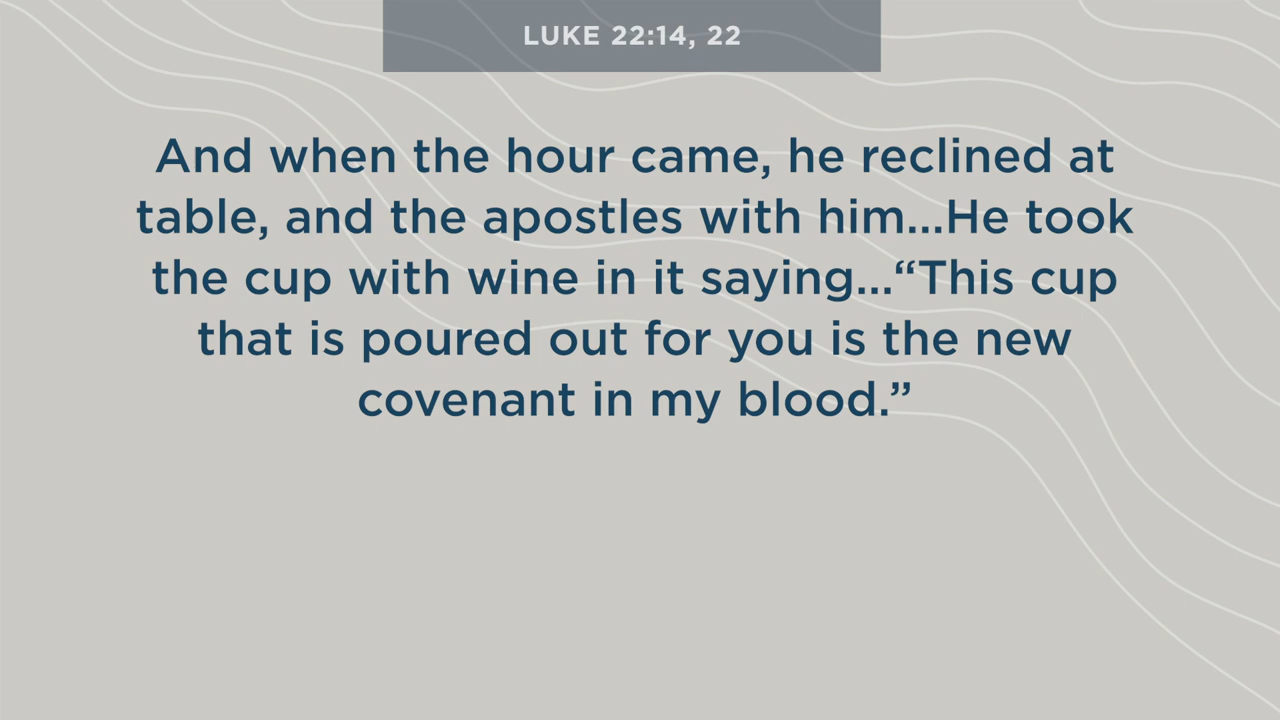 LUKE 22:14, 22
And when the hour came, he reclined at
table, and the apostles with him...He took
the cup with wine in it saying...“This cup
that is poured out for you is the new
covenant in my blood.”